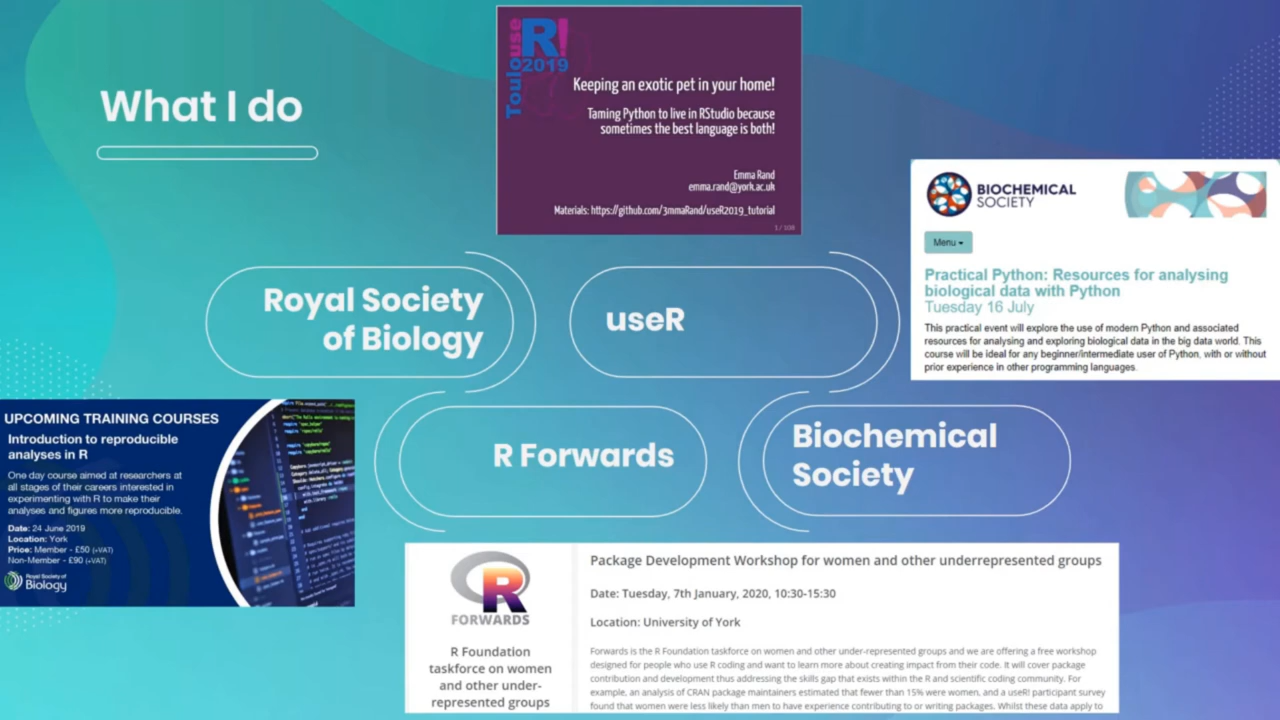 What I do
Toulouse
R!
2019
Keeping an exotic pet in your home!
Taming Python to live in RStudio because
sometimes the best language is both!
Emma Rand
emma.rand@york.ac.uk
Materials: https://github.com/3mmaRand/useR2019_tutorial
1 / 108
BIOCHEMICAL
SOCIETY
Menu
Practical Python: Resources for analysing
biological data with Python
Tuesday 16 July
This practical event will explore the use of modern Python and associated
resources for analysing and exploring biological data in the big data world. This
course will be ideal for any beginner/intermediate user of Python, with or without
prior experience in other programming languages.
Royal Society
of Biology
useR
R Forwards
Biochemical
Society
UPCOMING TRAINING COURSES
Introduction to reproducible
analyses in R
One day course aimed at researchers at
all stages of their careers interested in
experimenting with R to make their
analyses and figures more reproducible.
Date: 24 June 2019
Location: York
Price: Member - £50 (+VAT)
Non-Member - £90 (+VAT)
Royal Society of
Biology
R
FORWARDS
R Foundation
taskforce on women
and other under-
represented groups
Package Development Workshop for women and other underrepresented groups
Date: Tuesday, 7th January, 2020, 10:30-15:30
Location: University of York
Forwards is the R Foundation taskforce on women and other under-represented groups and we are offering a free workshop
designed for people who use R coding and want to learn more about creating impact from their code. It will cover package
contribution and development thus addressing the skills gap that exists within the R and scientific coding community. For
example, an analysis of CRAN package maintainers estimated that fewer than 15% were women, and a useR! participant survey
found that women were less likely than men to have experience contributing to or writing packages. Whilst these data apply to